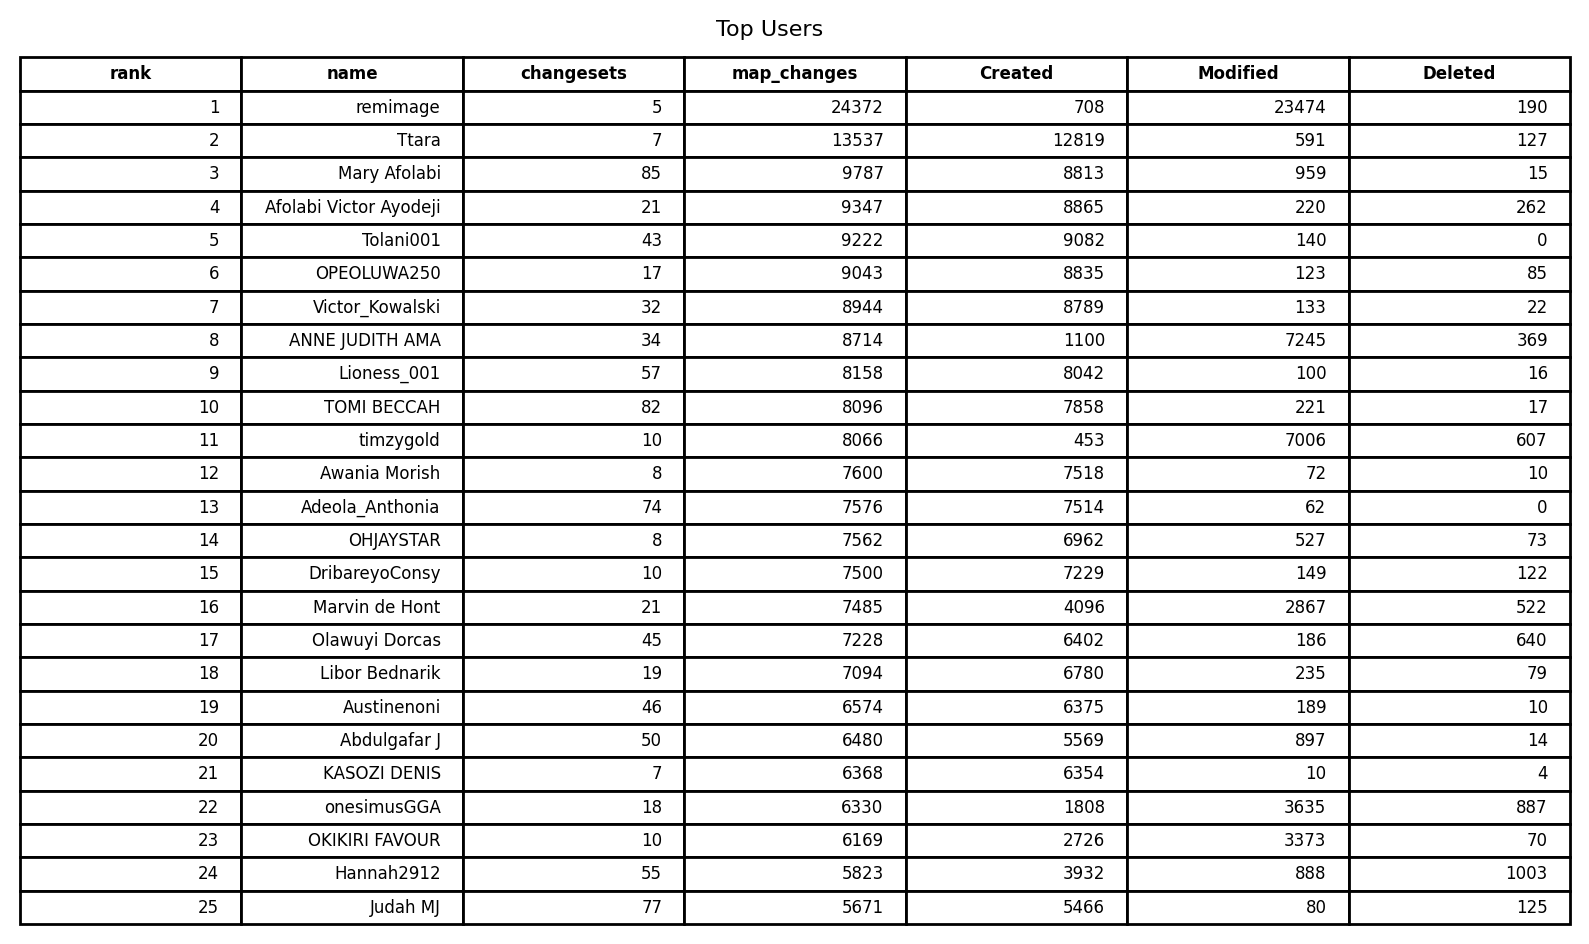 Top Users
rank name changesets map_changes Created Modified Deleted
1 remimage 5 24372 708 23474 190
2 Ttara 7 13537 12819 591 127
3 Mary Afolabi 85 9787 8813 959 15
4 Afolabi Victor Ayodeji 21 9347 8865 220 262
5 Tolani001 43 9222 9082 140 0
6 OPEOLUWA250 17 9043 8835 123 85
7 Victor_Kowalski 32 8944 8789 133 22
8 ANNE JUDITH AMA 34 8714 1100 7245 369
9 Lioness_001 57 8158 8042 100 16
10 TOMI BECCAH 82 8096 7858 221 17
11 timzygold 10 8066 453 7006 607
12 Awania Morish 8 7600 7518 72 10
13 Adeola_Anthonia 74 7576 7514 62 0
14 OHJAYSTAR 8 7562 6962 527 73
15 DribareyoConsy 10 7500 7229 149 122
16 Marvin de Hont 21 7485 4096 2867 522
17 Olawuyi Dorcas 45 7228 6402 186 640
18 Libor Bednarik 19 7094 6780 235 79
19 Austinenoni 46 6574 6375 189 10
20 Abdulgafar J 50 6480 5569 897 14
21 KASOZI DENIS 7 6368 6354 10 4
22 onesimusGGA 18 6330 1808 3635 887
23 OKIKIRI FAVOUR 10 6169 2726 3373 70
24 Hannah2912 55 5823 3932 888 1003
25 Judah MJ 77 5671 5466 80 125